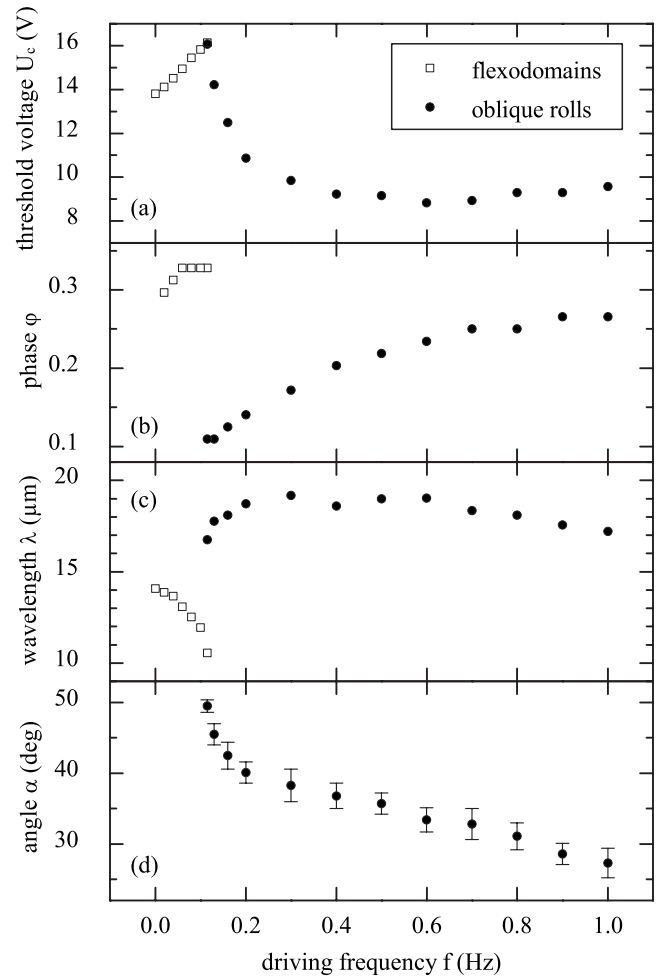 threshold voltage U_c (V)
16
14
12
10
8
□ flexodomains
● oblique rolls
(a)
phase φ
0.3
0.2
0.1
(b)
wavelength λ (μm)
20
15
10
(c)
angle α (deg)
50
40
30
(d)
0.0 0.2 0.4 0.6 0.8 1.0
driving frequency f (Hz)